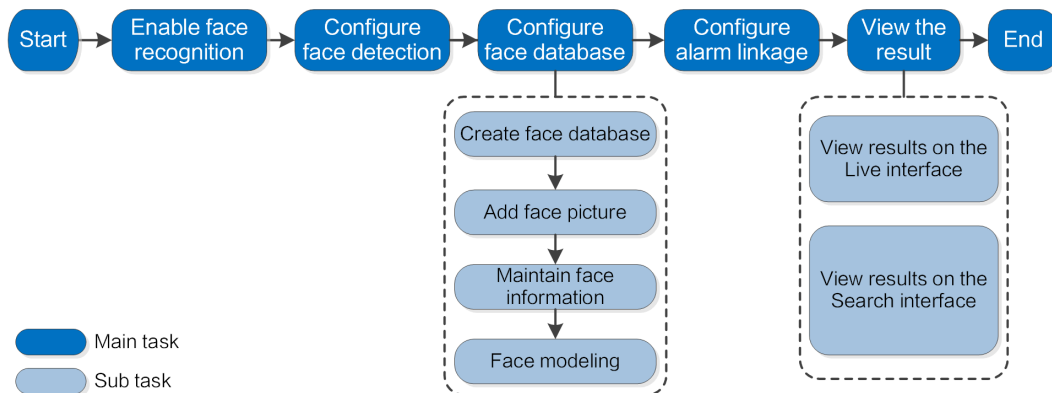 Start
Enable face
recognition
Configure
face detection
Configure
face database
Configure
alarm linkage
View the
result
End
Create face database
Add face picture
Maintain face
information
Face modeling
View results on the
Live interface
View results on the
Search interface
Main task
Sub task